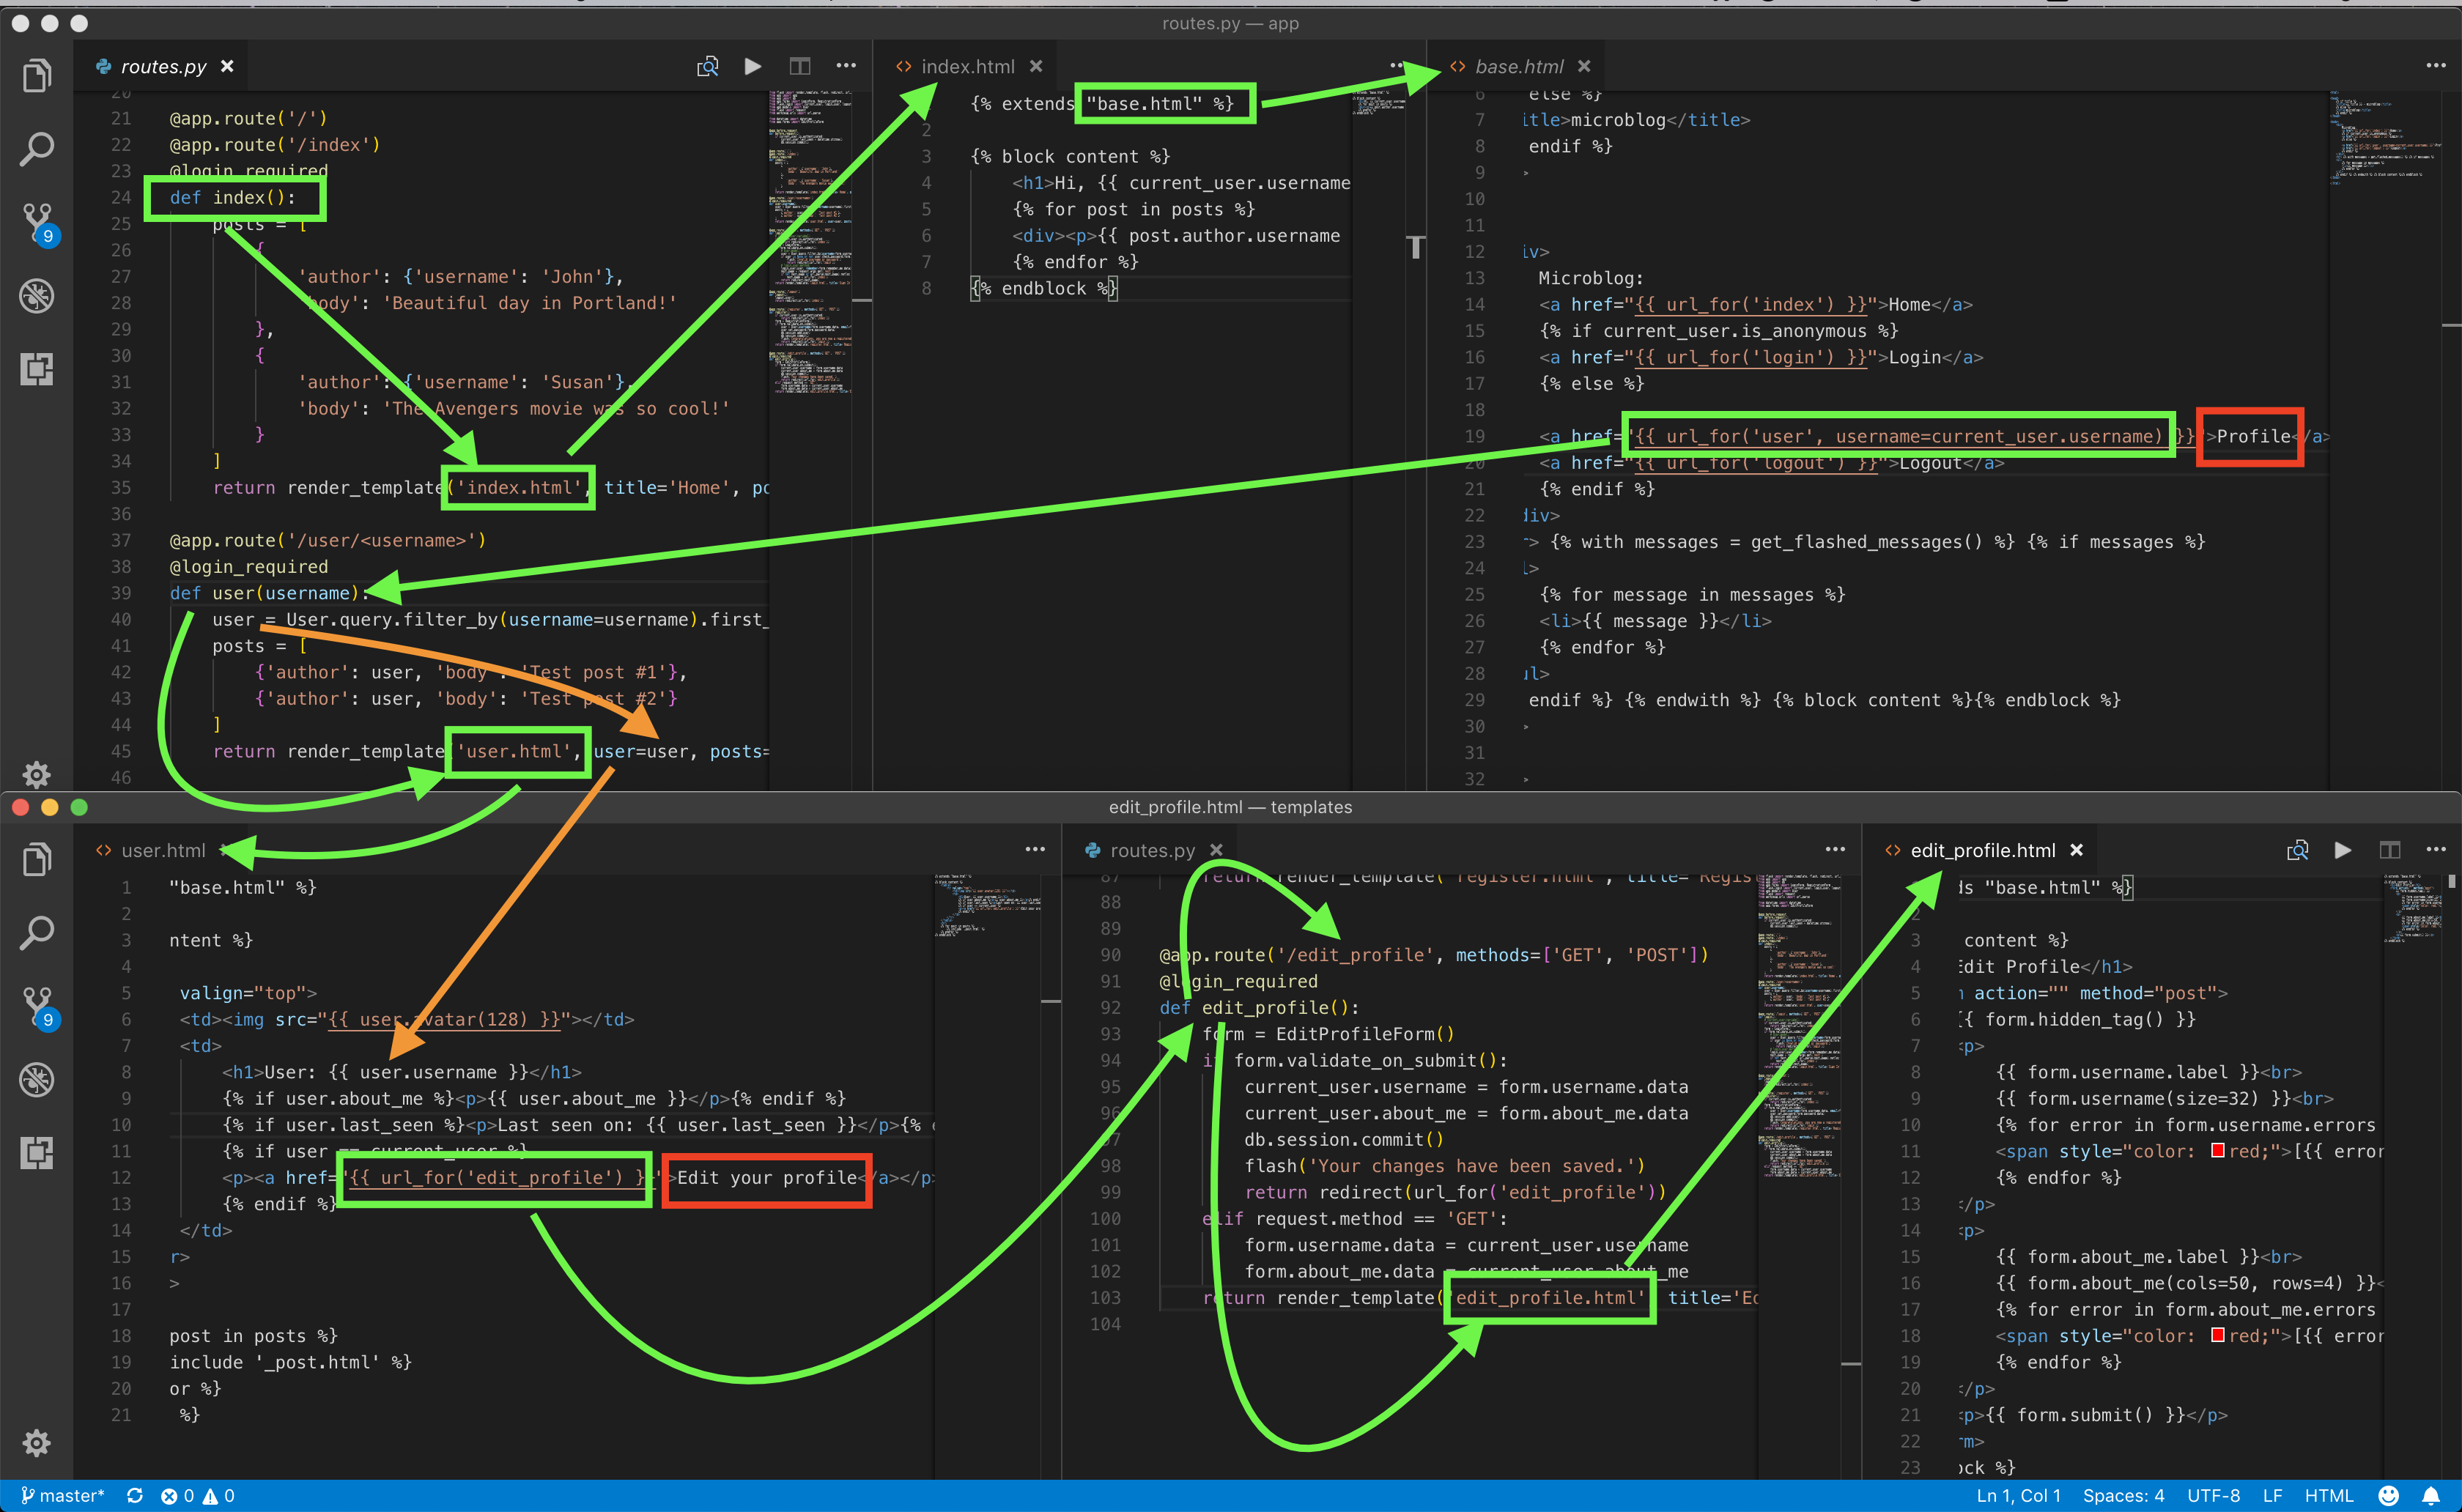 routes.py — app
routes.py
20
21 @app.route('/')
22 @app.route('/index')
23 @login_required
24 def index():
25 posts = [
26 {
27 'author': {'username': 'John'},
28 'body': 'Beautiful day in Portland!'
29 },
30 {
31 'author': {'username': 'Susan'},
32 'body': 'The Avengers movie was so cool!'
33 }
34 ]
35 return render_template('index.html', title='Home', po
36
37 @app.route('/user/<username>')
38 @login_required
39 def user(username):
40 user = User.query.filter_by(username=username).first_
41 posts = [
42 {'author': user, 'body': 'Test post #1'},
43 {'author': user, 'body': 'Test post #2'}
44 ]
45 return render_template('user.html', user=user, posts=
46
index.html
{% extends "base.html" %}
2
3 {% block content %}
4 <h1>Hi, {{ current_user.username
5 {% for post in posts %}
6 <div><p>{{ post.author.username
7 {% endfor %}
8 {% endblock %}
base.html
6 else %}
7 itle>microblog</title>
8 endif %}
9 >
10
11
12 iv>
13 Microblog:
14 <a href="{{ url_for('index') }}">Home</a>
15 {% if current_user.is_anonymous %}
16 <a href="{{ url_for('login') }}">Login</a>
17 {% else %}
18
19 <a href="{{ url_for('user', username=current_user.username) }}">Profile</a>
20 <a href="{{ url_for('logout') }}">Logout</a>
21 {% endif %}
22 div>
23 r> {% with messages = get_flashed_messages() %} {% if messages %}
24 l>
25 {% for message in messages %}
26 <li>{{ message }}</li>
27 {% endfor %}
28 ul>
29 endif %} {% endwith %} {% block content %}{% endblock %}
30 >
31
32 >
9
edit_profile.html — templates
user.html
1 "base.html" %}
2
3 ntent %}
4
5 valign="top">
6 <td><img src="{{ user.avatar(128) }}"></td>
7 <td>
8 <h1>User: {{ user.username }}</h1>
9 {% if user.about_me %}<p>{{ user.about_me }}</p>{% endif %}
10 {% if user.last_seen %}<p>Last seen on: {{ user.last_seen }}</p>{% e
11 {% if user == current_user %}
12 <p><a href="{{ url_for('edit_profile') }}">Edit your profile</a></p>
13 {% endif %}
14 </td>
15 r>
16 >
17
18 post in posts %}
19 include '_post.html' %}
20 or %}
21 %}
routes.py
87 return render_template('register.html', title='Regis
88
89
90 @app.route('/edit_profile', methods=['GET', 'POST'])
91 @login_required
92 def edit_profile():
93 form = EditProfileForm()
94 if form.validate_on_submit():
95 current_user.username = form.username.data
96 current_user.about_me = form.about_me.data
97 db.session.commit()
98 flash('Your changes have been saved.')
99 return redirect(url_for('edit_profile'))
100 elif request.method == 'GET':
101 form.username.data = current_user.username
102 form.about_me.data = current_user.about_me
103 return render_template('edit_profile.html', title='Ed
104
edit_profile.html
ds "base.html" %}
2
3 content %}
4 Edit Profile</h1>
5 m action="" method="post">
6 {{ form.hidden_tag() }}
7 <p>
8 {{ form.username.label }}<br>
9 {{ form.username(size=32) }}<br>
10 {% for error in form.username.errors
11 <span style="color: red;">[{{ error
12 {% endfor %}
13 </p>
14 <p>
15 {{ form.about_me.label }}<br>
16 {{ form.about_me(cols=50, rows=4) }}<
17 {% for error in form.about_me.errors
18 <span style="color: red;">[{{ error
19 {% endfor %}
20 </p>
21 <p>{{ form.submit() }}</p>
22 rm>
23 ock %}
9
master* 0 0 Ln 1, Col 1 Spaces: 4 UTF-8 LF HTML